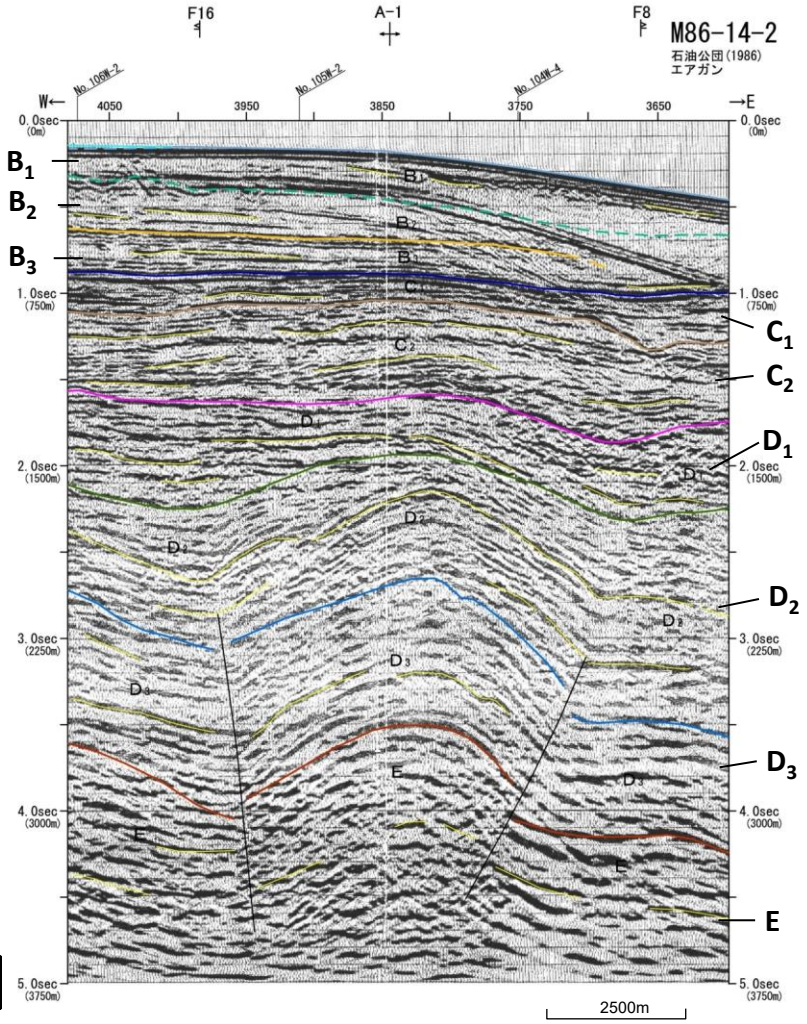 F16
A-1
F8
M86-14-2
石油公団(1986)
エアガン
No.106W-2
No.105W-2
No.104W-4
W←
4050
3950
3850
3750
3650
→E
0.0sec
(0m)
0.0sec
(0m)
B₁
B₁
B₂
B₂
B₃
B₃
1.0sec
(750m)
C₁
1.0sec
(750m)
C₁
C₂
C₂
D₁
D₁
2.0sec
(1500m)
D₁
2.0sec
(1500m)
D₂
D₂
D₂
D₂
3.0sec
(2250m)
3.0sec
(2250m)
D₃
D₃
D₃
D₃
E
4.0sec
(3000m)
4.0sec
(3000m)
E
E
E
5.0sec
(3750m)
5.0sec
(3750m)
2500m